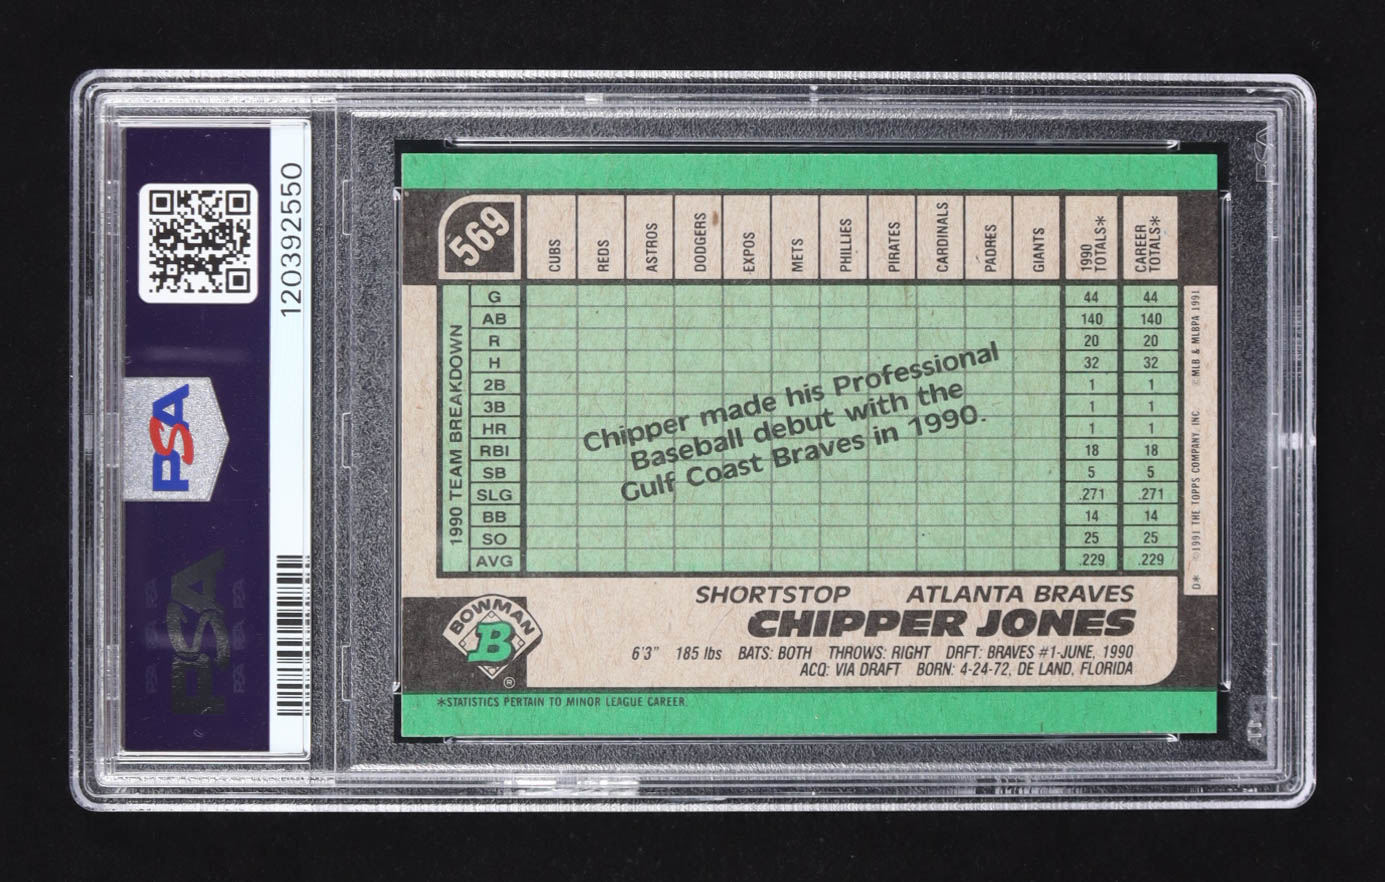 120392550
PSA
PSA
569
CUBS
REDS
ASTROS
DODGERS
EXPOS
METS
PHILLIES
PIRATES
CARDINALS
PADRES
GIANTS
1990 TOTALS*
CAREER TOTALS*
1990 TEAM BREAKDOWN
G 44 44
AB 140 140
R 20 20
H 32 32
2B 1 1
3B 1 1
HR 1 1
RBI 18 18
SB 5 5
SLG .271 .271
BB 14 14
SO 25 25
AVG .229 .229
Chipper made his Professional
Baseball debut with the
Gulf Coast Braves in 1990.
D* ©1991 THE TOPPS COMPANY, INC. ©MLB & MLBPA 1991
BOWMAN
B
®
SHORTSTOP ATLANTA BRAVES
CHIPPER JONES
6'3" 185 lbs BATS: BOTH THROWS: RIGHT DRFT: BRAVES #1-JUNE, 1990
ACQ: VIA DRAFT BORN: 4-24-72, DE LAND, FLORIDA
*STATISTICS PERTAIN TO MINOR LEAGUE CAREER.